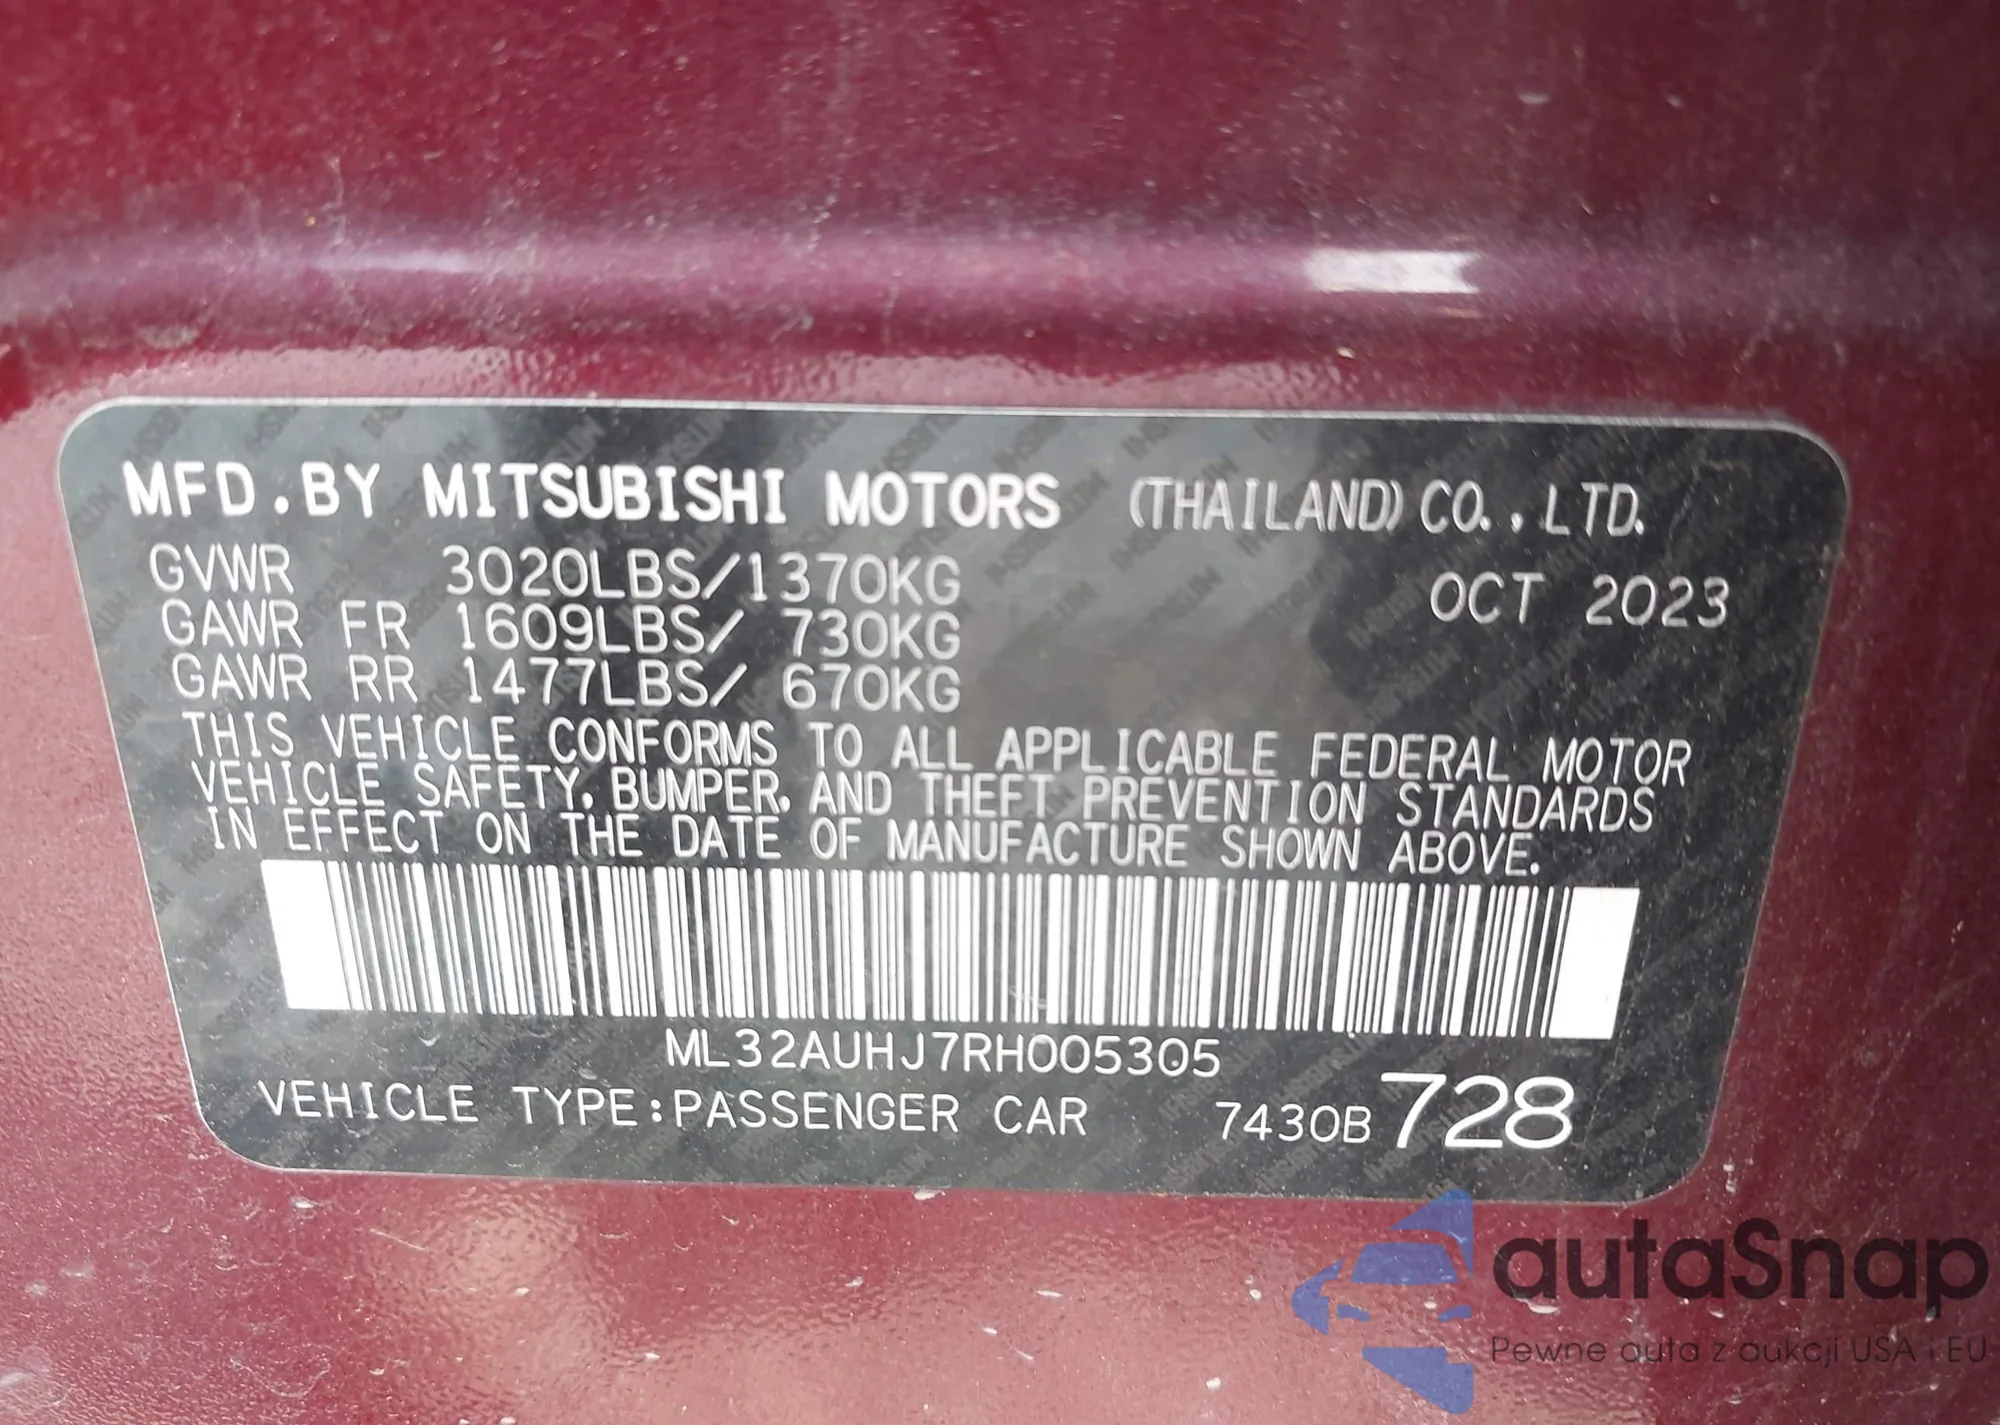 MFD.BY MITSUBISHI MOTORS (THAILAND) CO.,LTD.
GVWR 3020LBS/1370KG OCT 2023
GAWR FR 1609LBS/ 730KG
GAWR RR 1477LBS/ 670KG
THIS VEHICLE CONFORMS TO ALL APPLICABLE FEDERAL MOTOR
VEHICLE SAFETY, BUMPER, AND THEFT PREVENTION STANDARDS
IN EFFECT ON THE DATE OF MANUFACTURE SHOWN ABOVE.
ML32AUHJ7RH005305
VEHICLE TYPE:PASSENGER CAR 7430B 728
autaSnap
Pewne auta z aukcji USA i EU